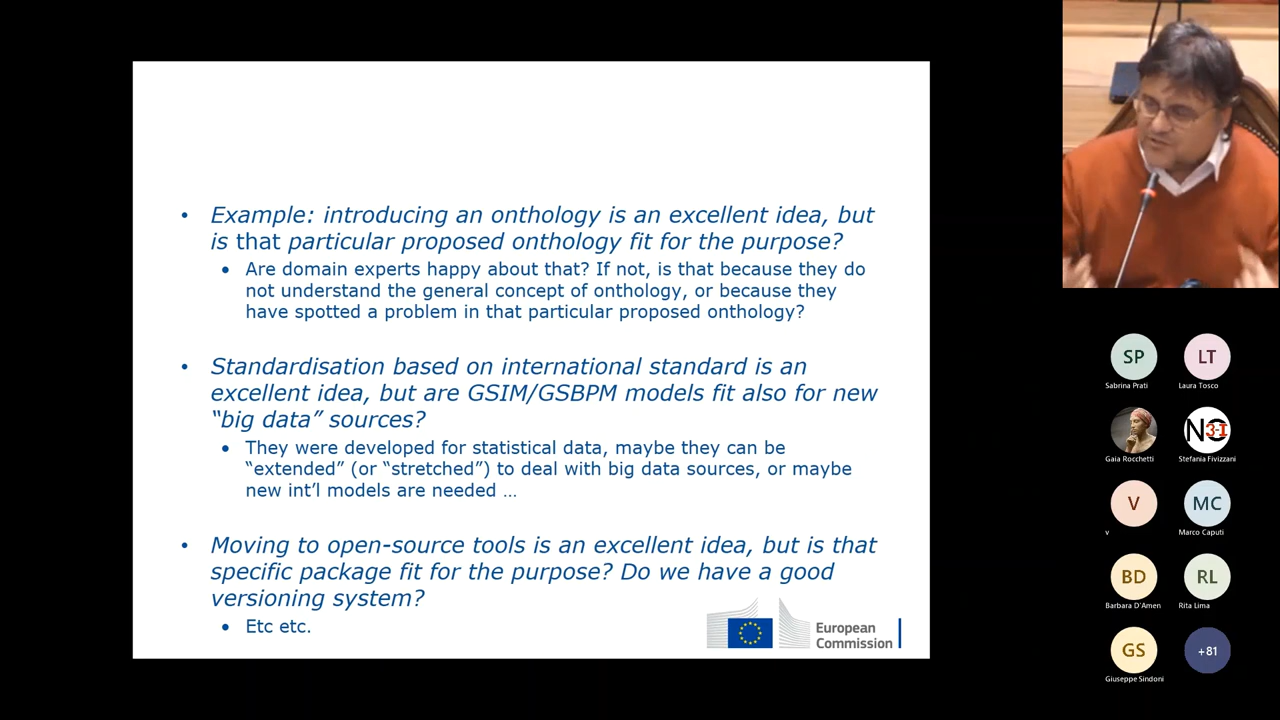 • Example: introducing an onthology is an excellent idea, but
is that particular proposed onthology fit for the purpose?
• Are domain experts happy about that? If not, is that because they do
not understand the general concept of onthology, or because they
have spotted a problem in that particular proposed onthology?
• Standardisation based on international standard is an
excellent idea, but are GSIM/GSBPM models fit also for new
“big data” sources?
• They were developed for statistical data, maybe they can be
“extended” (or “stretched”) to deal with big data sources, or maybe
new int’l models are needed …
• Moving to open-source tools is an excellent idea, but is that
specific package fit for the purpose? Do we have a good
versioning system?
• Etc etc.
European
Commission
SP
Sabrina Prati
LT
Laura Tosco
Gaia Rocchetti
N3-I
Stefania Fivizzani
V
v
MC
Marco Caputi
BD
Barbara D'Amen
RL
Rita Lima
GS
Giuseppe Sindoni
+81